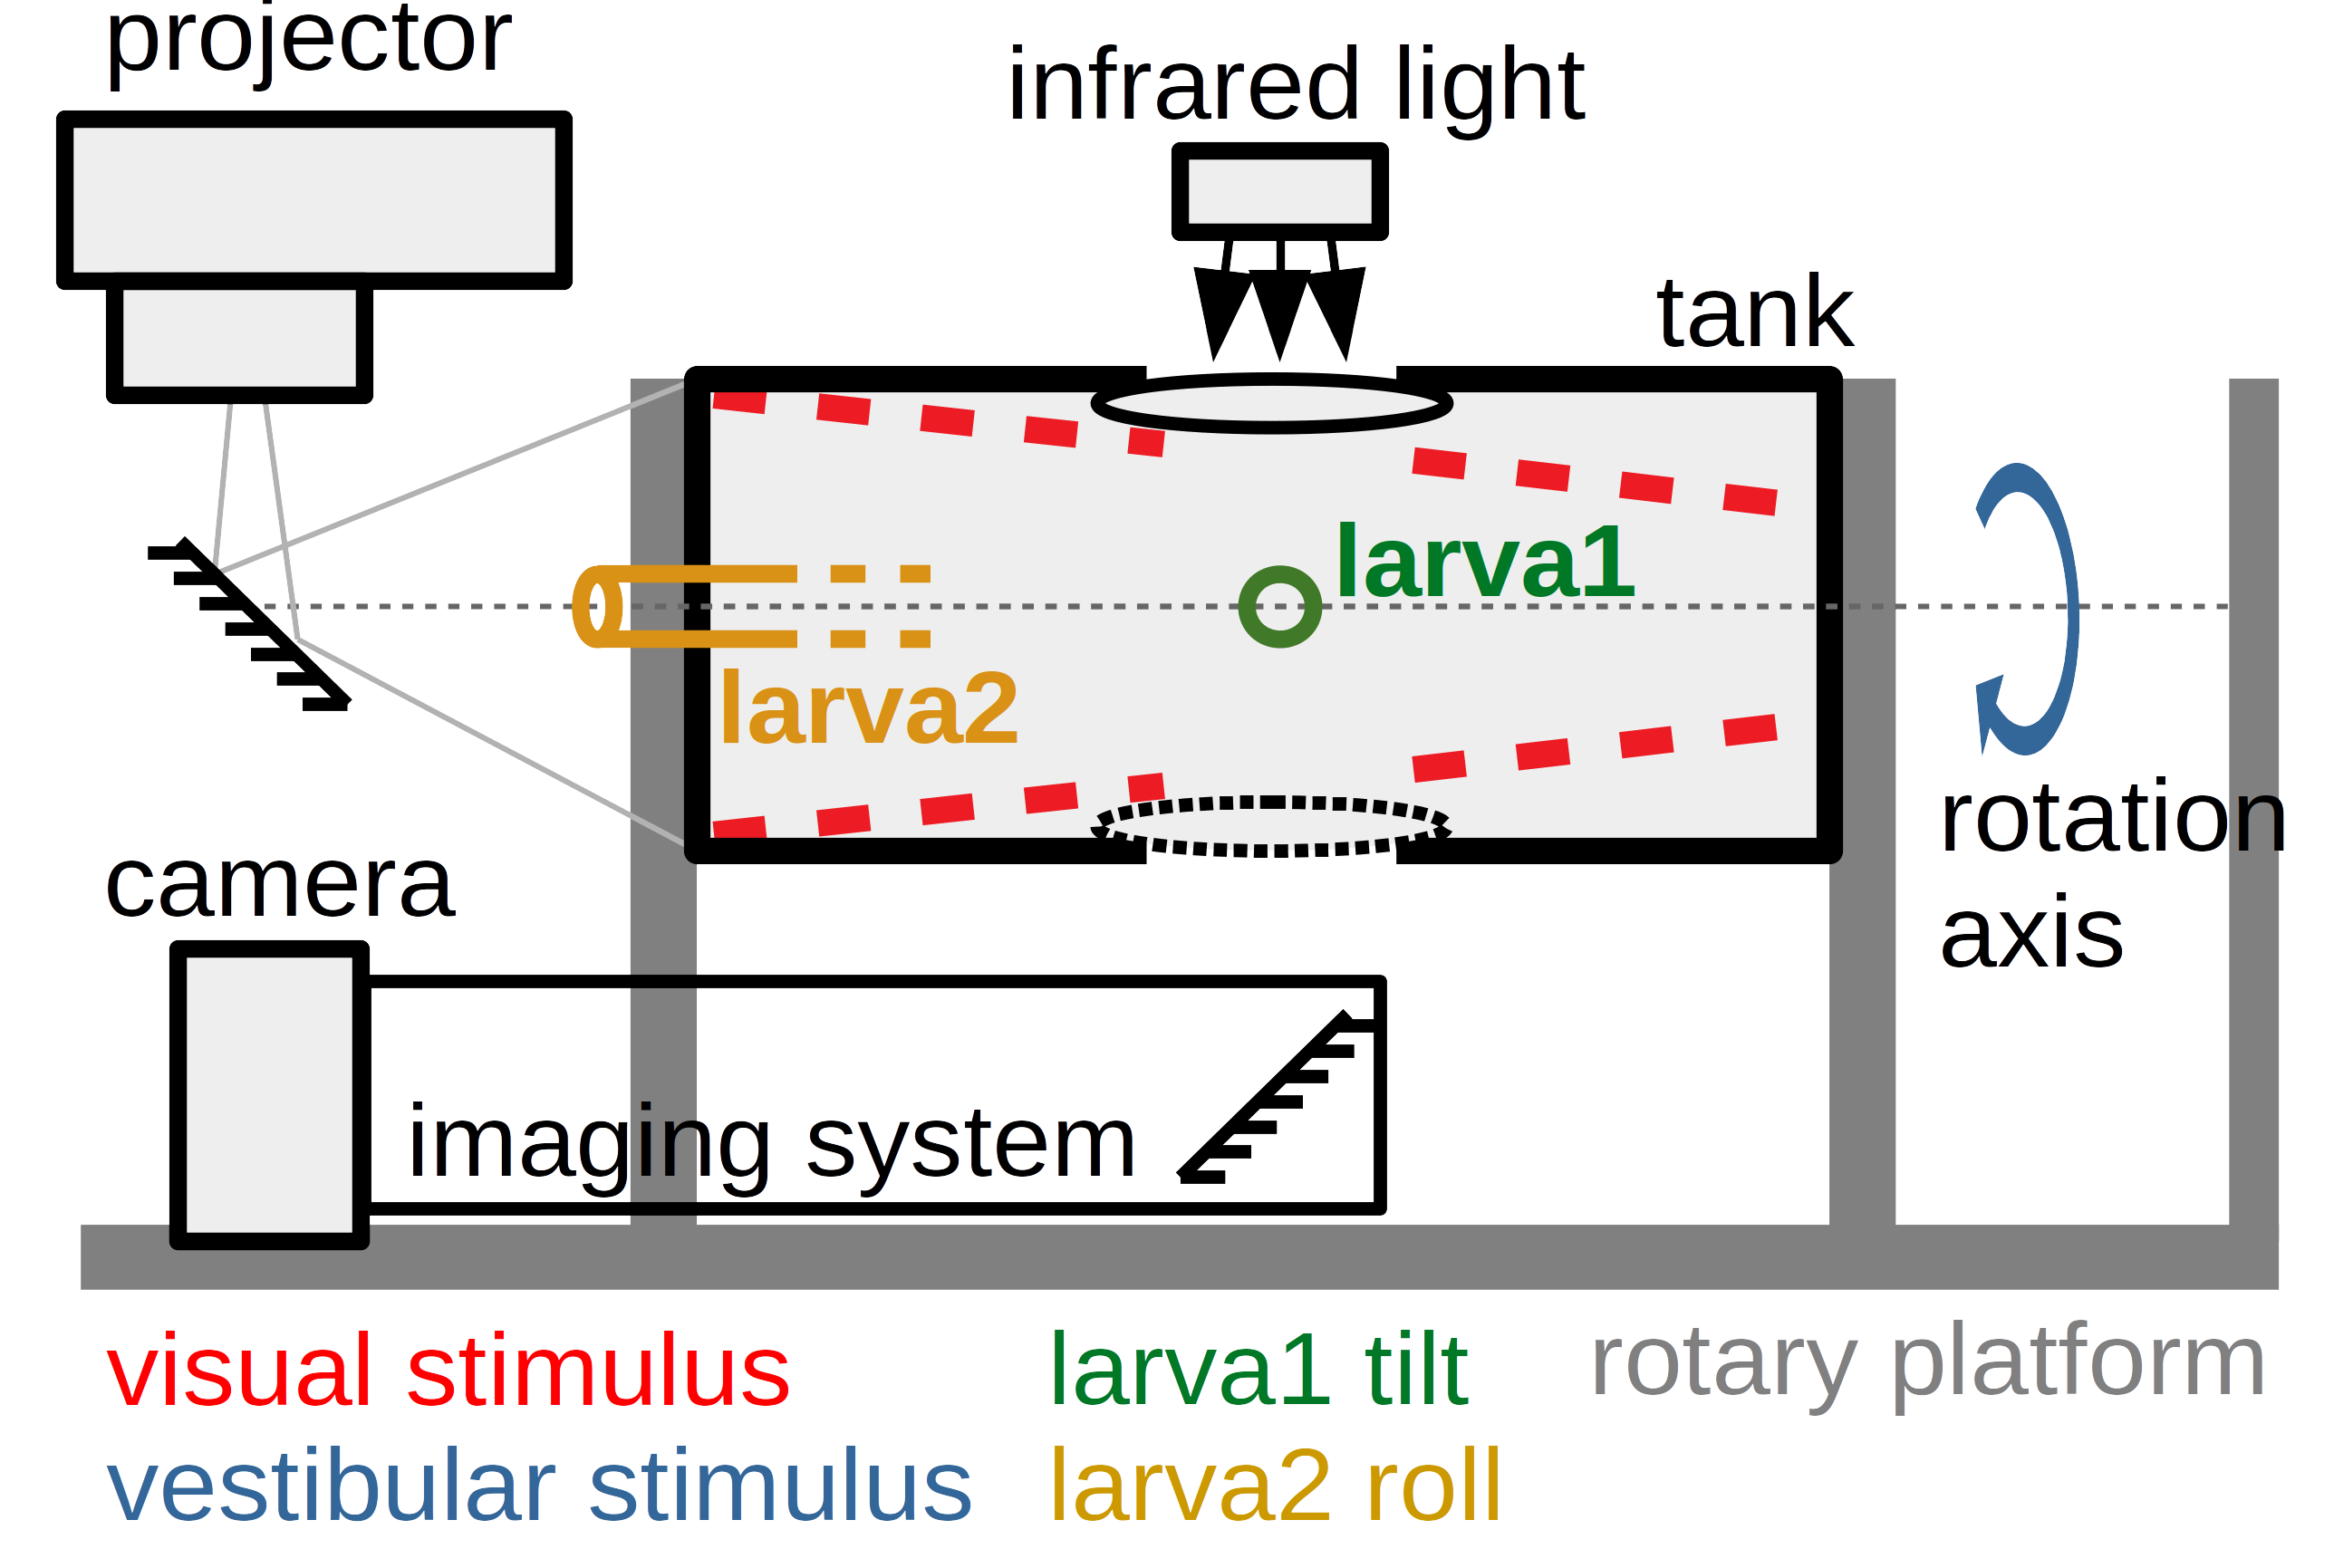 projector
infrared light
tank
larva1
larva2
rotation
axis
camera
imaging system
visual stimulus
larva1 tilt
rotary platform
vestibular stimulus
larva2 roll